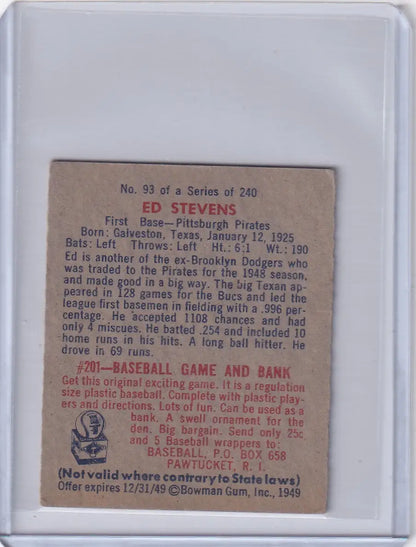 No. 93 of a Series of 240
ED STEVENS
First Base—Pittsburgh Pirates
Born: Galveston, Texas, January 12, 1925
Bats: Left Throws: Left Ht.: 6:1 Wt.: 190
Ed is another of the ex-Brooklyn Dodgers who
was traded to the Pirates for the 1948 season,
and made good in a big way. The big Texan ap-
peared in 128 games for the Bucs and led the
league first basemen in fielding with a .996 per-
centage. He accepted 1108 chances and had
only 4 miscues. He batted .254 and included 10
home runs in his hits. A long ball hitter. He
drove in 69 runs.
#201—BASEBALL GAME AND BANK
Get this original exciting game. It is a regulation
size plastic baseball. Complete with plastic play-
ers and directions. Lots of fun. Can be used as a
bank. A swell ornament for the
den. Big bargain. Send only 25c
and 5 Baseball wrappers to:
BASEBALL, P.O. BOX 658
PAWTUCKET, R. I.
(Not valid where contrary to State laws)
Offer expires 12/31/49 ©Bowman Gum, Inc., 1949